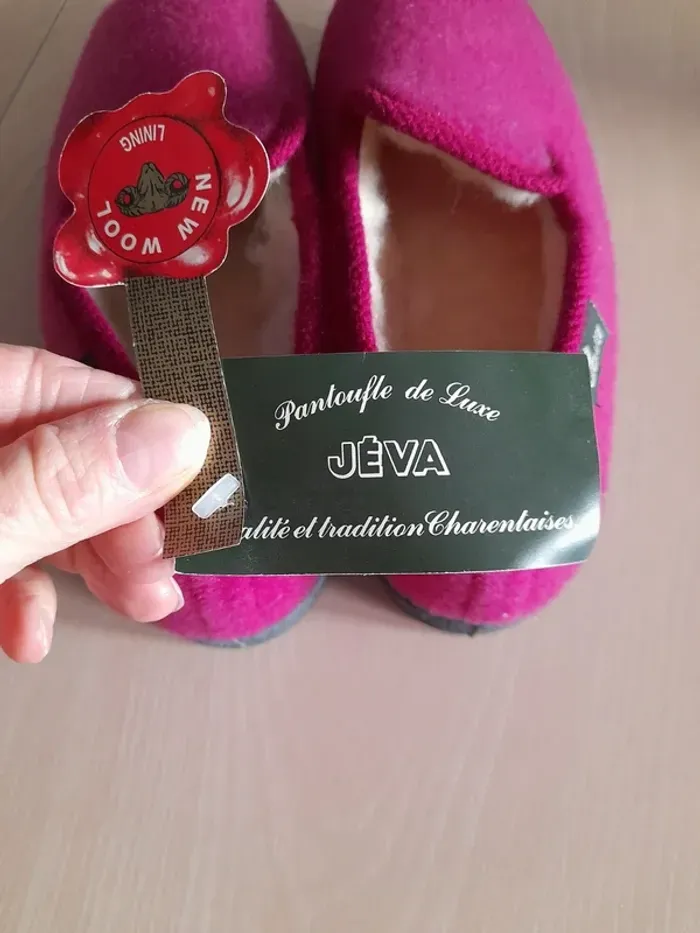 NEW WOOL
LINING
Pantoufle de Luxe
JÉVA
alité et tradition Charentaises